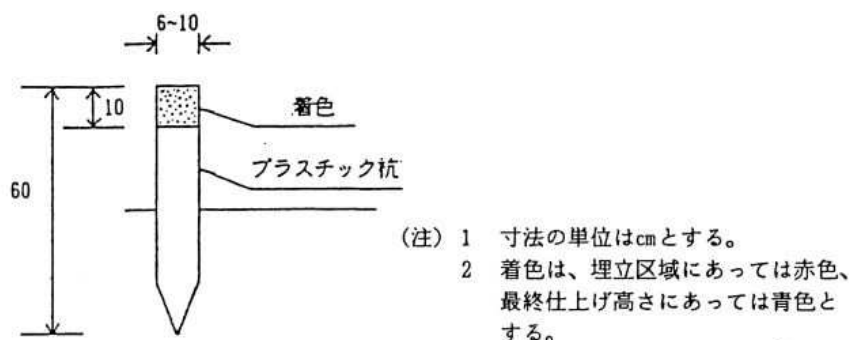 6~10
10
着色
60
プラスチック杭
(注) 1 寸法の単位は㎝とする。
2 着色は、埋立区域にあっては赤色、
最終仕上げ高さにあっては青色と
する。